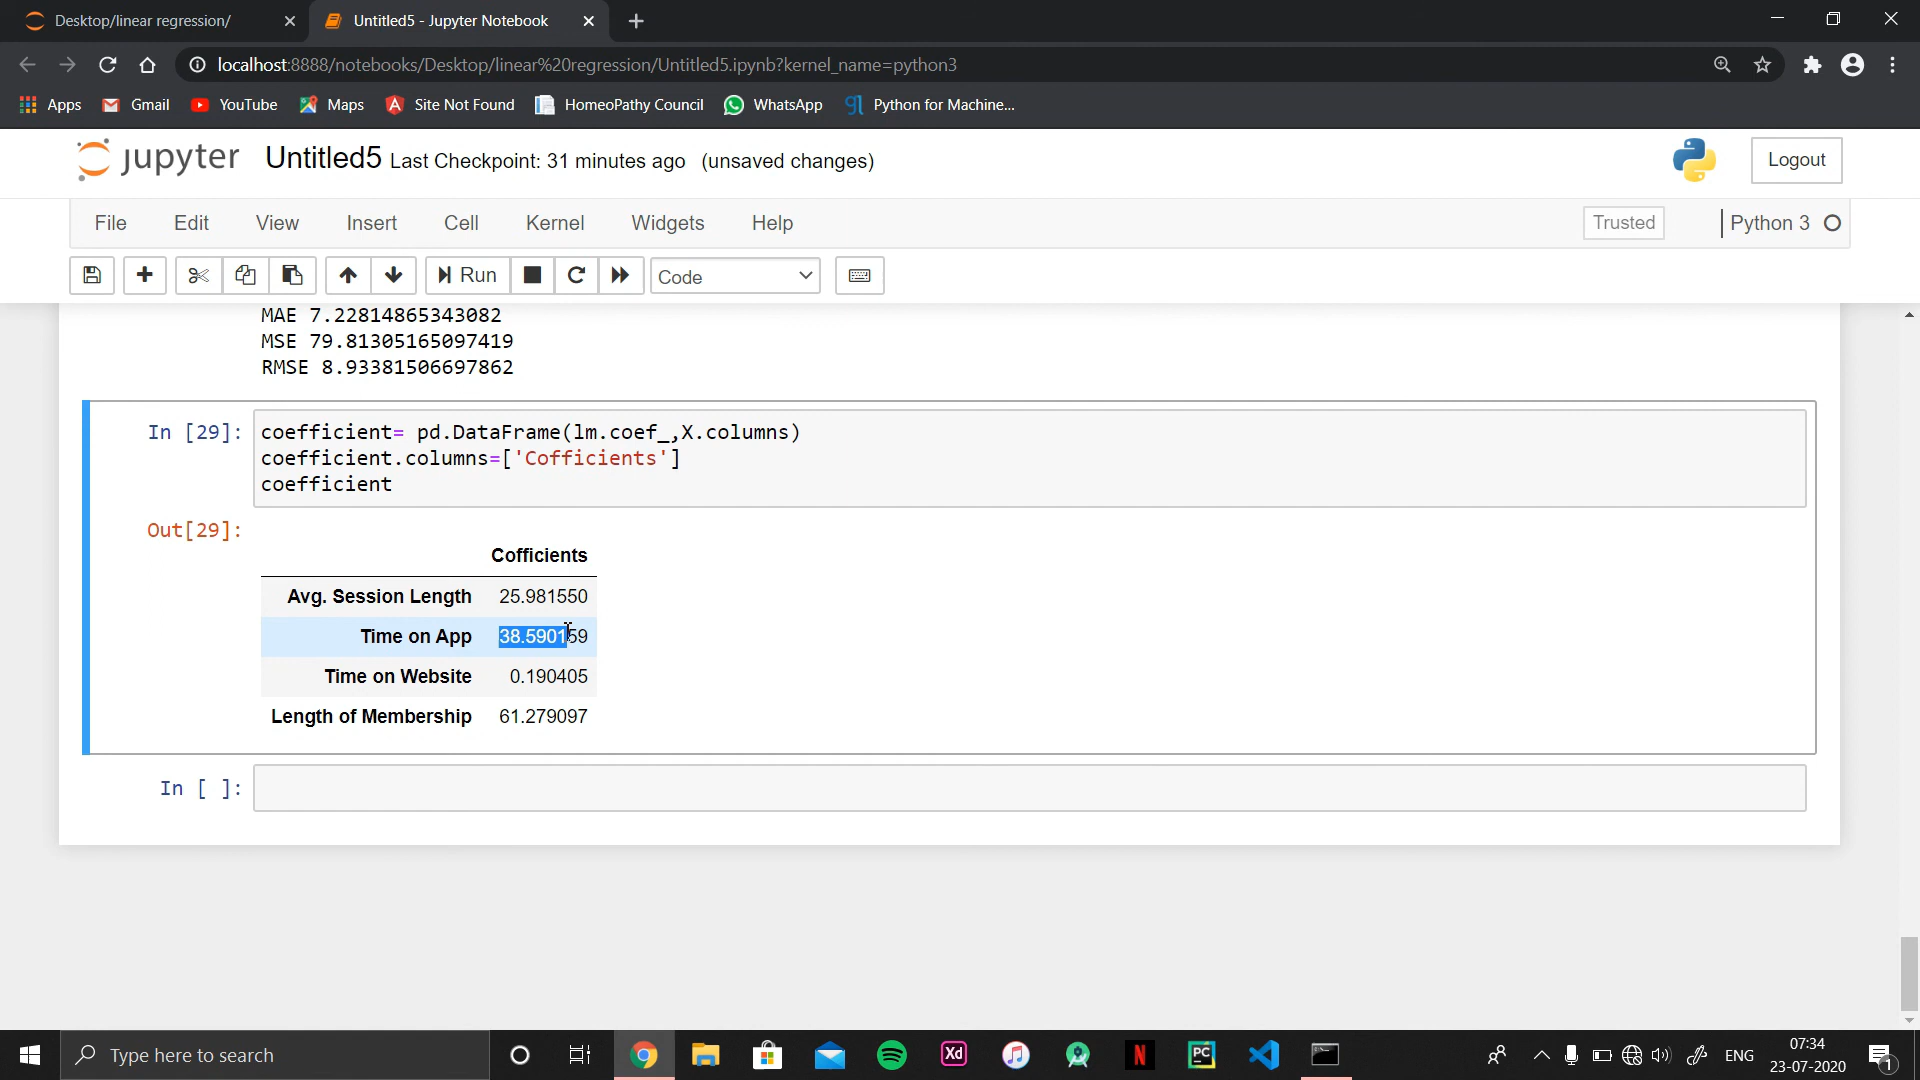 Desktop/linear regression/
Untitled5 - Jupyter Notebook
localhost:8888/notebooks/Desktop/linear%20regression/Untitled5.ipynb?kernel_name=python3
Apps Gmail YouTube Maps Site Not Found HomeoPathy Council WhatsApp Python for Machine...
jupyter Untitled5 Last Checkpoint: 31 minutes ago (unsaved changes)
Logout
File Edit View Insert Cell Kernel Widgets Help Trusted Python 3
Run Code
MAE 7.22814865343082
MSE 79.81305165097419
RMSE 8.93381506697862
In [29]: coefficient= pd.DataFrame(lm.coef_,X.columns)
coefficient.columns=['Cofficients']
coefficient
Out[29]:
Cofficients
Avg. Session Length 25.981550
Time on App 38.590159
Time on Website 0.190405
Length of Membership 61.279097
In [ ]:
Type here to search
Xd
N
PC
ENG
07:34
23-07-2020
1